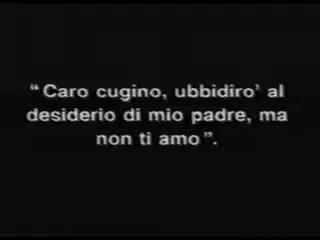 “Caro cugino, ubbidiro’ al
desiderio di mio padre, ma
non ti amo”.